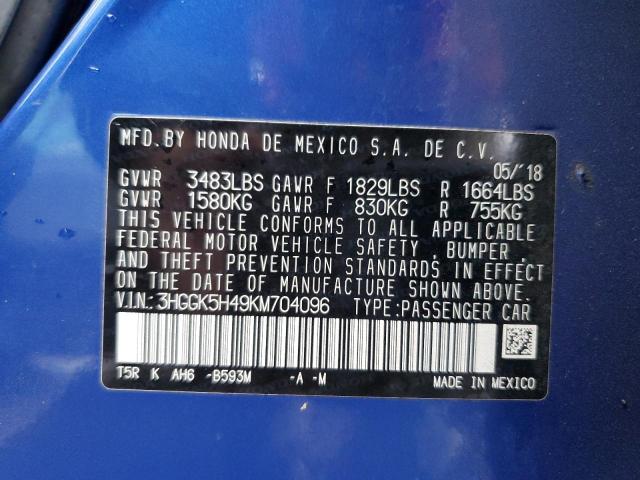 MFD.BY HONDA DE MEXICO S.A. DE C.V.
05/'18
GVWR 3483LBS GAWR F 1829LBS R 1664LBS
GVWR 1580KG GAWR F 830KG R 755KG
THIS VEHICLE CONFORMS TO ALL APPLICABLE
FEDERAL MOTOR VEHICLE SAFETY, BUMPER,
AND THEFT PREVENTION STANDARDS IN EFFECT
ON THE DATE OF MANUFACTURE SHOWN ABOVE.
V.I.N.: 3HGGK5H49KM704096 TYPE:PASSENGER CAR
T5R K AH6 -B593M -A -M
MADE IN MEXICO